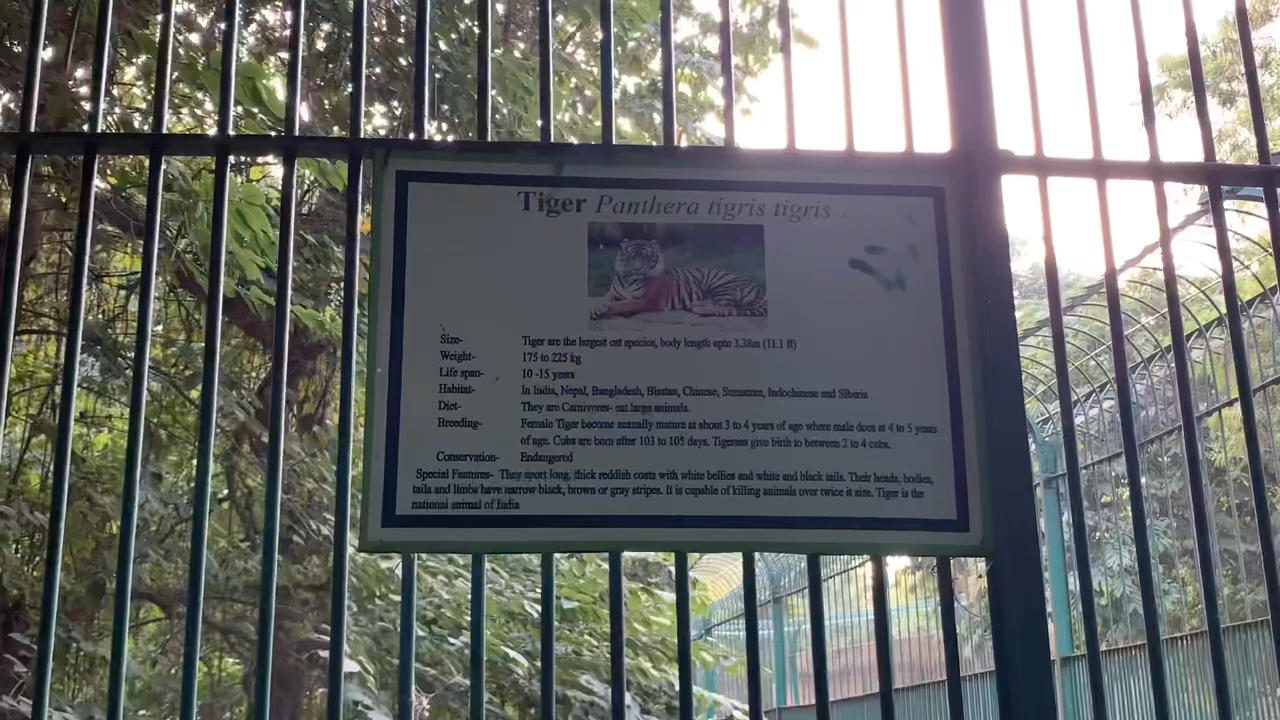 Tiger Panthera tigris tigris
Size- Tiger are the largest cat species, body length upto 3.38m (11.1 ft)
Weight- 175 to 225 kg
Life span- 10 -15 years
Habitat- In India, Nepal, Bangladesh, Bhutan, Chinese, Sumatran, Indochinese and Siberia
Diet- They are Carnivores- eat large animals.
Breeding- Female Tiger become sexually mature at about 3 to 4 years of age where male does at 4 to 5 years
of age. Cubs are born after 103 to 105 days. Tigeress give birth to between 2 to 4 cubs.
Conservation- Endangered
Special Features- They sport long, thick reddish coats with white bellies and white and black tails. Their heads, bodies,
tails and limbs have narrow black, brown or gray stripes. It is capable of killing animals over twice it size. Tiger is the
national animal of India